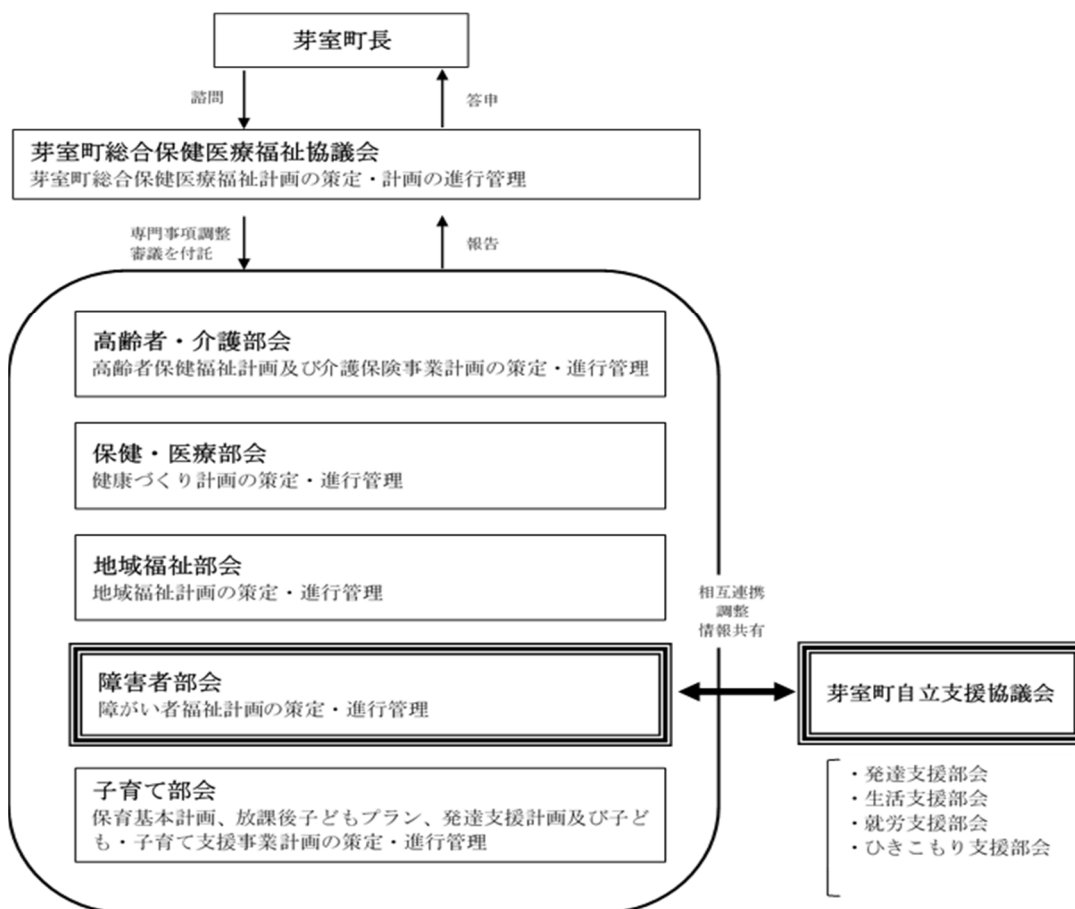 芽室町長
諮問
答申
芽室町総合保健医療福祉協議会
芽室町総合保健医療福祉計画の策定・計画の進行管理
専門事項調整
審議を付託
報告
高齢者・介護部会
高齢者保健福祉計画及び介護保険事業計画の策定・進行管理
保健・医療部会
健康づくり計画の策定・進行管理
地域福祉部会
地域福祉計画の策定・進行管理
相互連携
調整
情報共有
障害者部会
障がい者福祉計画の策定・進行管理
芽室町自立支援協議会
・発達支援部会
・生活支援部会
・就労支援部会
・ひきこもり支援部会
子育て部会
保育基本計画、放課後子どもプラン、発達支援計画及び子ど
も・子育て支援事業計画の策定・進行管理